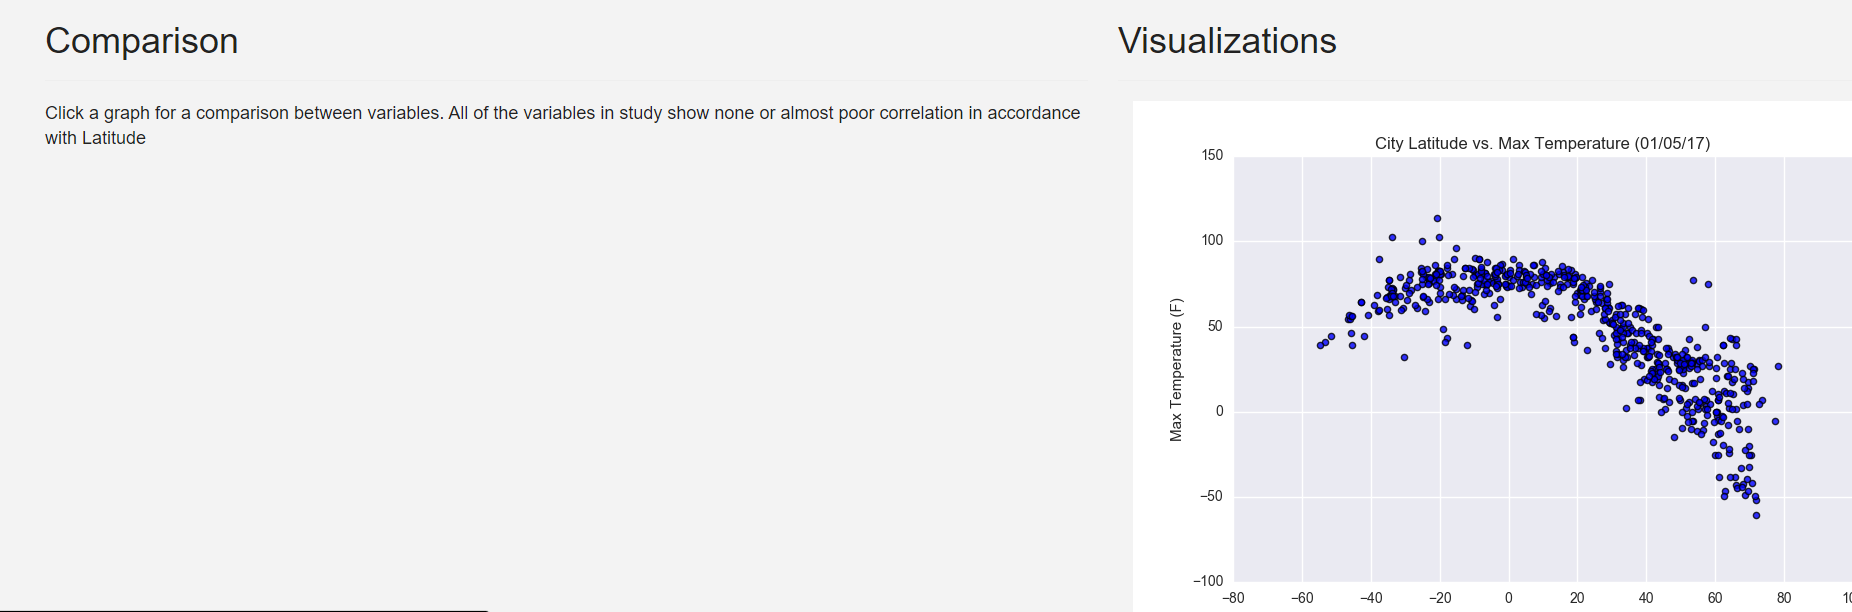 Comparison
Click a graph for a comparison between variables. All of the variables in study show none or almost poor correlation in accordance
with Latitude
Visualizations
City Latitude vs. Max Temperature (01/05/17)
Max Temperature (F)
150
100
50
0
−50
−100
−80 −60 −40 −20 0 20 40 60 80